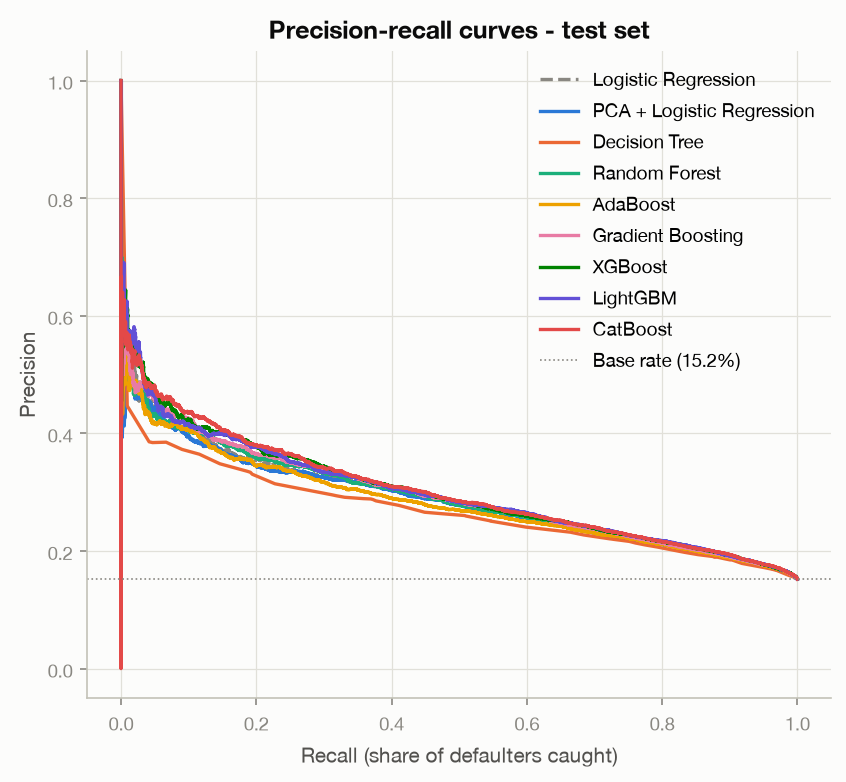 Precision-recall curves - test set
1.0
0.8
0.6
0.4
0.2
0.0
Precision
Logistic Regression
PCA + Logistic Regression
Decision Tree
Random Forest
AdaBoost
Gradient Boosting
XGBoost
LightGBM
CatBoost
Base rate (15.2%)
0.0 0.2 0.4 0.6 0.8 1.0
Recall (share of defaulters caught)